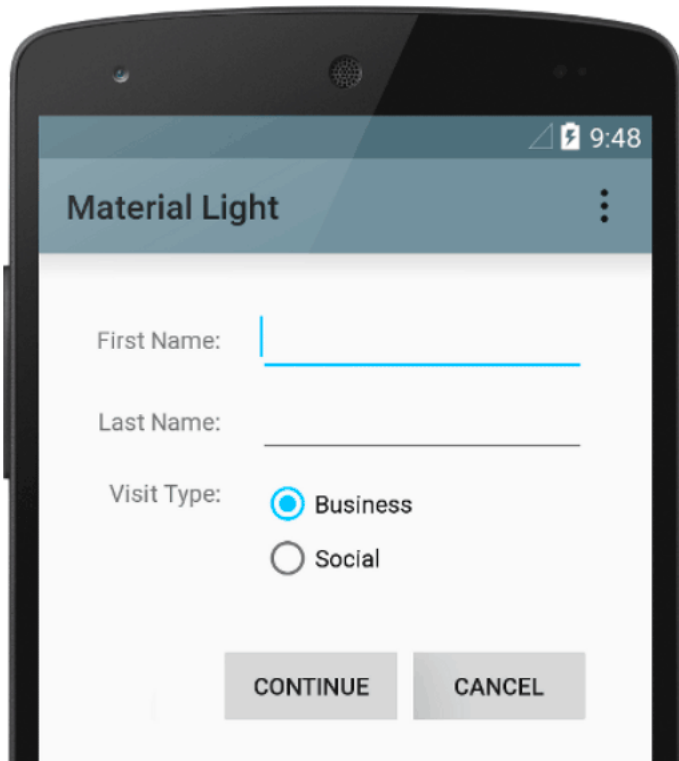 9:48
Material Light
First Name:
Last Name:
Visit Type:
Business
Social
CONTINUE CANCEL